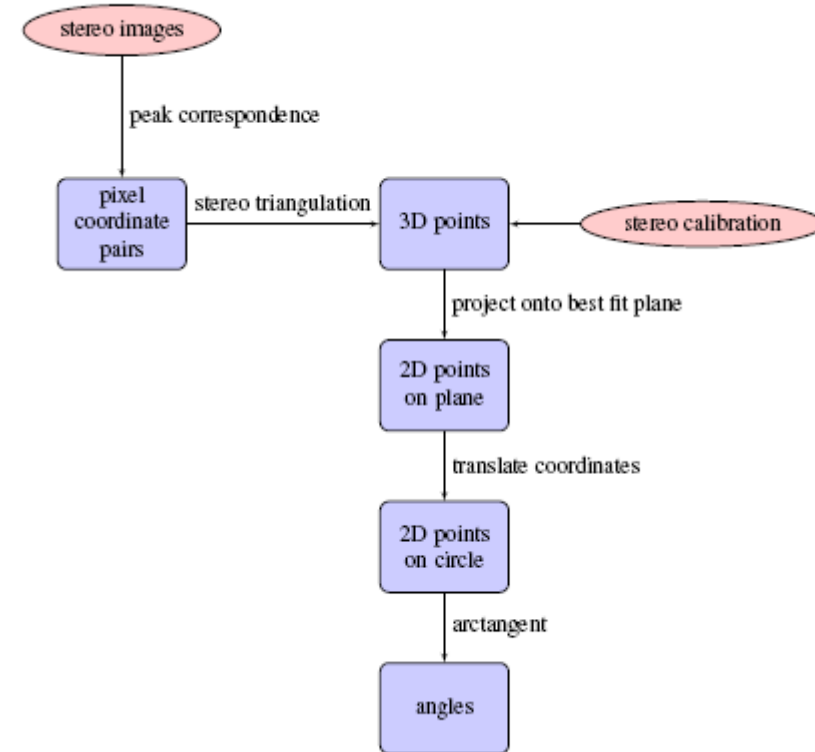 stereo images
peak correspondence
pixel
coordinate
pairs
stereo triangulation
3D points
stereo calibration
project onto best fit plane
2D points
on plane
translate coordinates
2D points
on circle
arctangent
angles